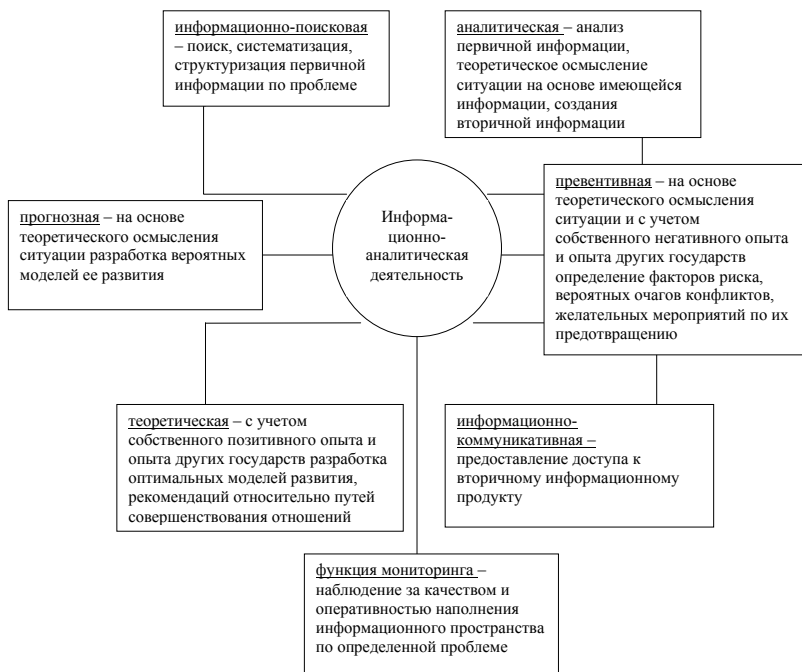 информационно-поисковая
– поиск, систематизация,
структуризация первичной
информации по проблеме
аналитическая – анализ
первичной информации,
теоретическое осмысление
ситуации на основе имеющейся
информации, создания
вторичной информации
Информа-
ционно-
аналитическая
деятельность
прогнозная – на основе
теоретического осмысления
ситуации разработка вероятных
моделей ее развития
превентивная – на основе
теоретического осмысления
ситуации и с учетом
собственного негативного опыта
и опыта других государств
определение факторов риска,
вероятных очагов конфликтов,
желательных мероприятий по их
предотвращению
теоретическая – с учетом
собственного позитивного опыта и
опыта других государств разработка
оптимальных моделей развития,
рекомендаций относительно путей
совершенствования отношений
информационно-
коммуникативная –
предоставление доступа к
вторичному информационному
продукту
функция мониторинга –
наблюдение за качеством и
оперативностью наполнения
информационного пространства
по определенной проблеме